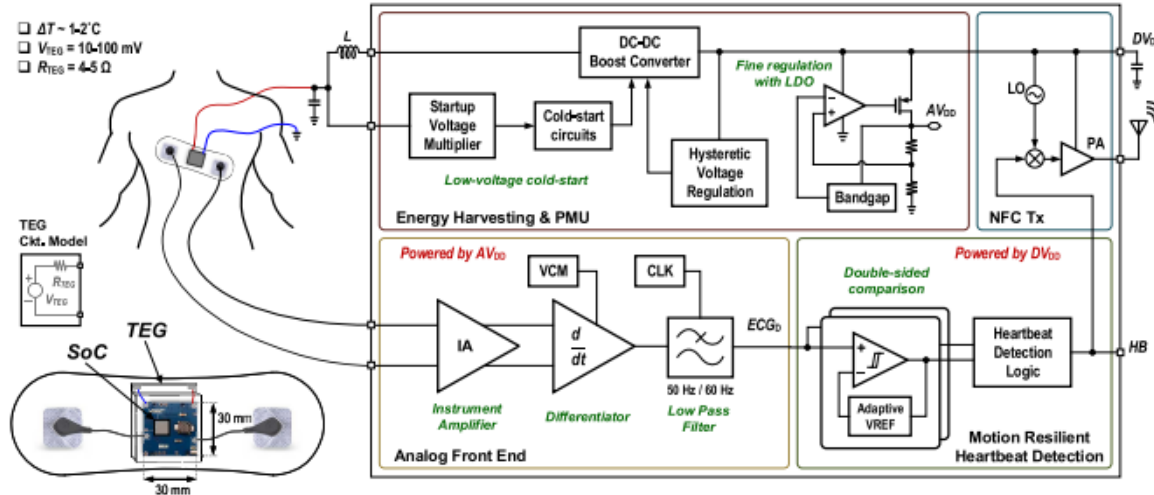 ❑ ΔT ~ 1-2°C
❑ VTEG = 10-100 mV
❑ RTEG = 4-5 Ω
L
DC-DC
Boost Converter
Startup
Voltage
Multiplier
Cold-start
circuits
Low-voltage cold-start
Hysteretic
Voltage
Regulation
Fine regulation
with LDO
AVDD
Bandgap
Energy Harvesting & PMU
LO
PA
NFC Tx
TEG
Ckt. Model
+
RTEG
VTEG
−
TEG
SoC
30 mm
30 mm
Powered by AVDD
VCM
CLK
IA
d
dt
ECGD
50 Hz / 60 Hz
Instrument
Amplifier
Differentiator
Low Pass
Filter
Analog Front End
Powered by DVDD
Double-sided
comparison
+
−
Adaptive
VREF
Heartbeat
Detection
Logic
HB
Motion Resilient
Heartbeat Detection